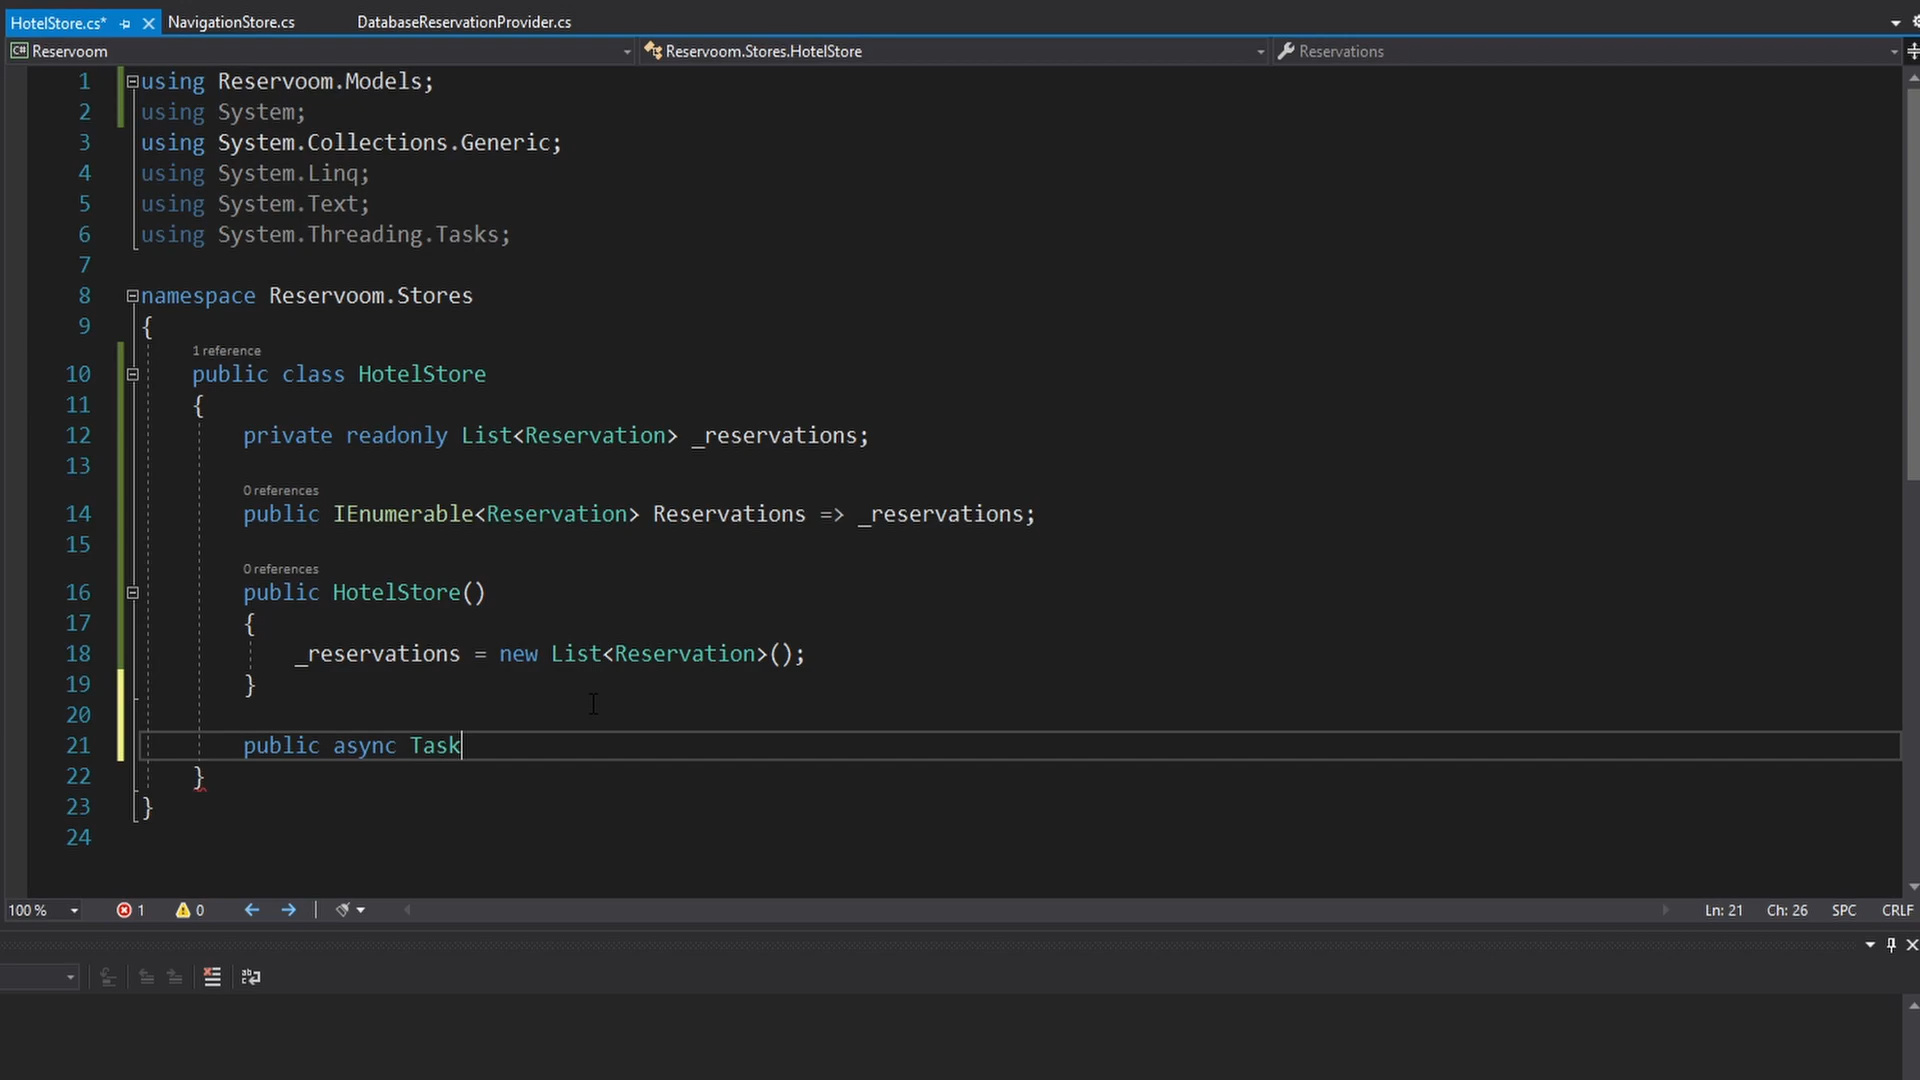 HotelStore.cs* NavigationStore.cs DatabaseReservationProvider.cs
C# Reservoom Reservoom.Stores.HotelStore Reservations
1 using Reservoom.Models;
2 using System;
3 using System.Collections.Generic;
4 using System.Linq;
5 using System.Text;
6 using System.Threading.Tasks;
7
8 namespace Reservoom.Stores
9 {
1 reference
10 public class HotelStore
11 {
12 private readonly List<Reservation> _reservations;
13
0 references
14 public IEnumerable<Reservation> Reservations => _reservations;
15
0 references
16 public HotelStore()
17 {
18 _reservations = new List<Reservation>();
19 }
20
21 public async Task
22 }
23 }
24
100 % 1 0 Ln: 21 Ch: 26 SPC CRLF